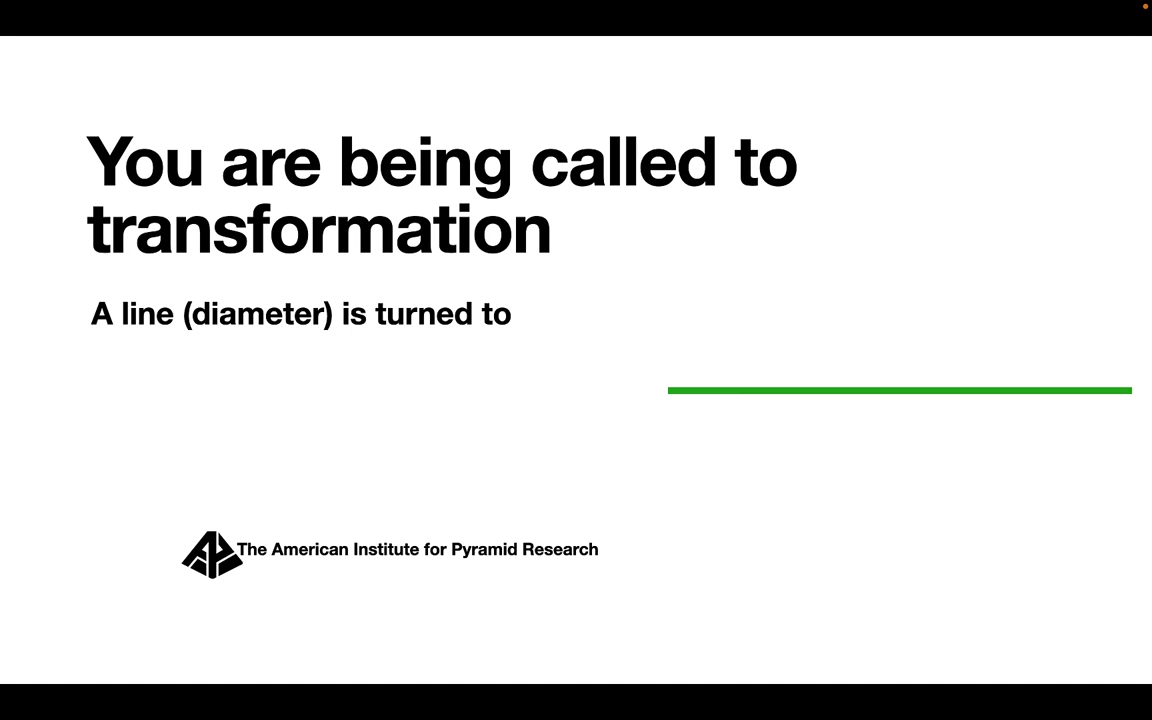 You are being called to
transformation
A line (diameter) is turned to
The American Institute for Pyramid Research